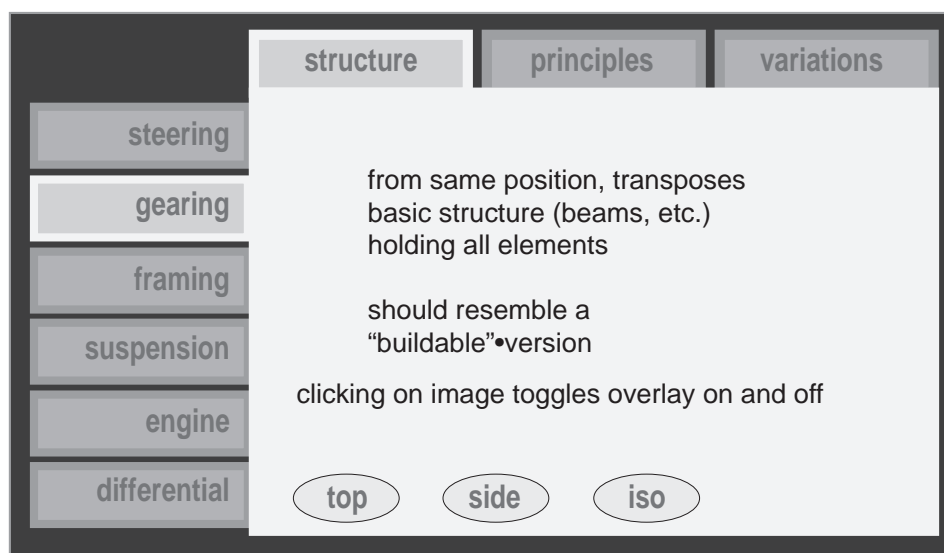 structure principles variations
steering
gearing
framing
suspension
engine
differential
from same position, transposes
basic structure (beams, etc.)
holding all elements
should resemble a
“buildable”•version
clicking on image toggles overlay on and off
top side iso